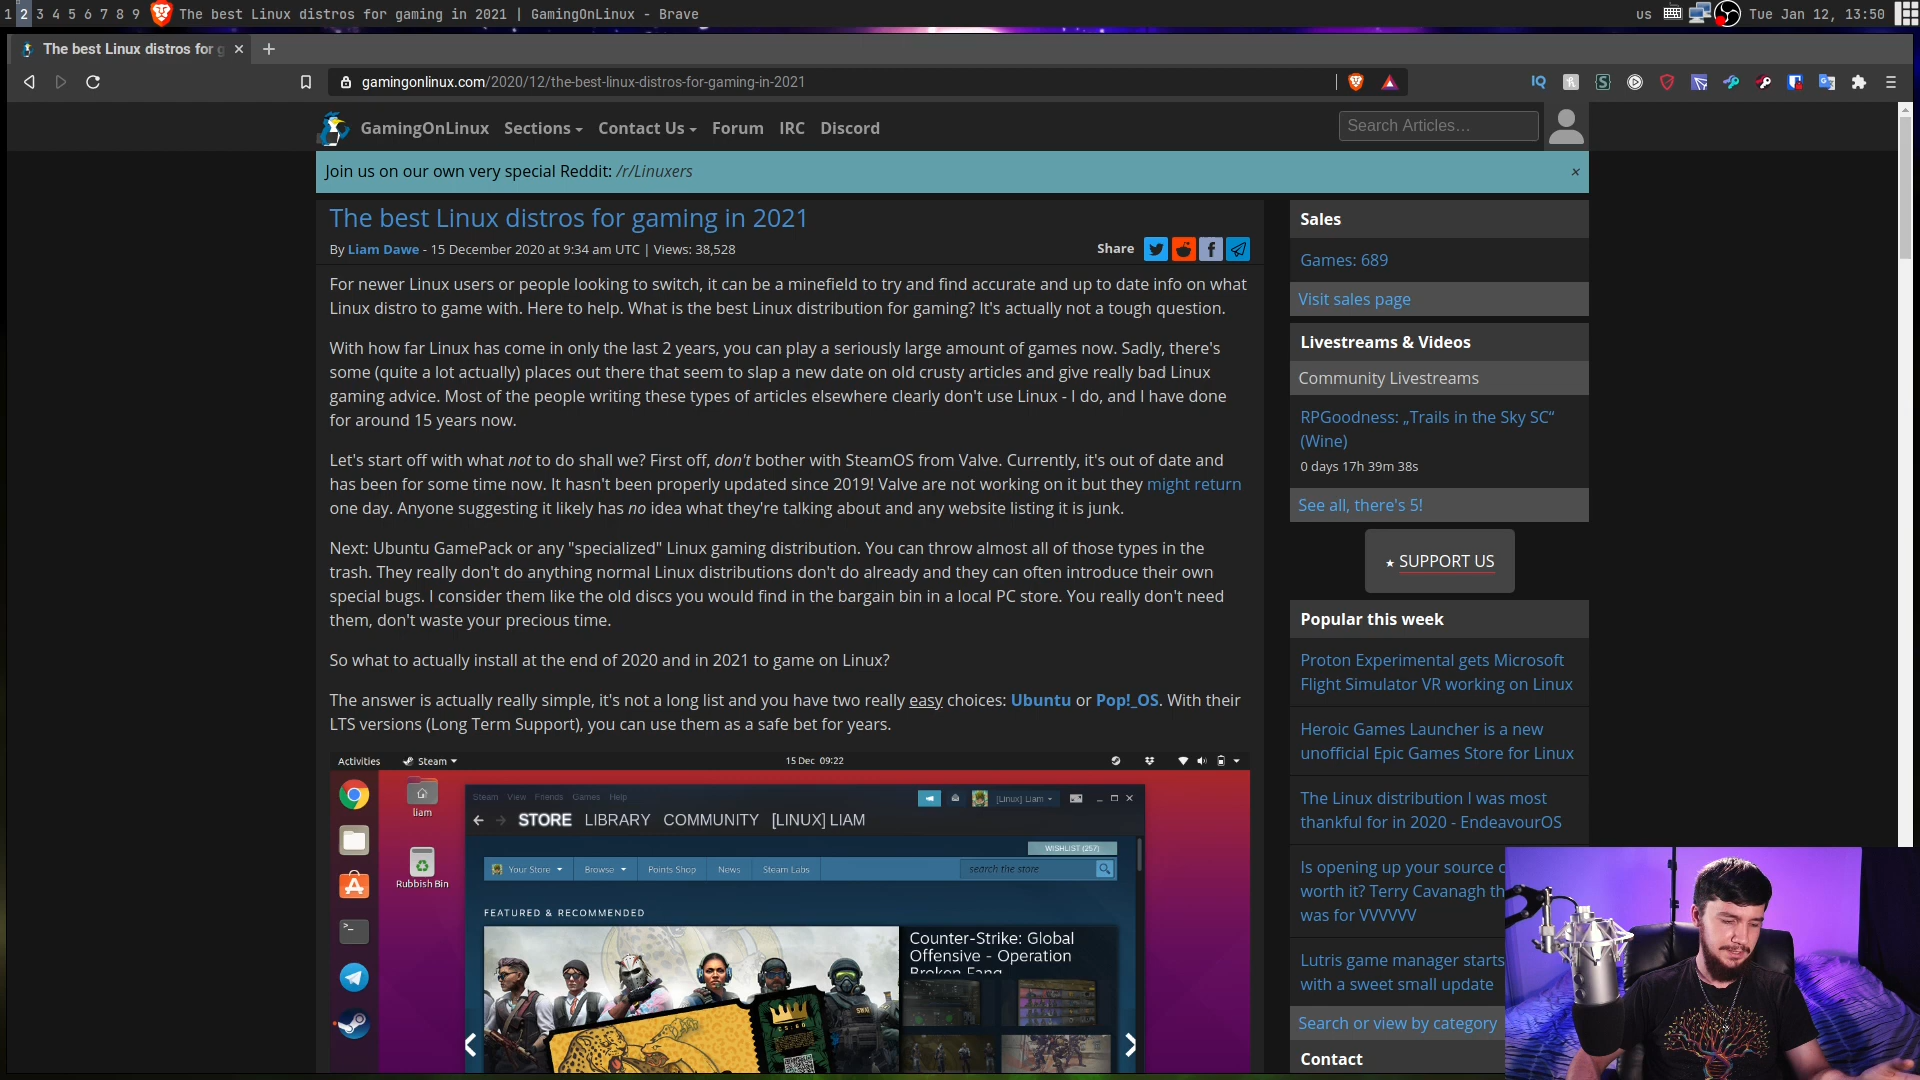 1 2 3 4 5 6 7 8 9 The best Linux distros for gaming in 2021 | GamingOnLinux - Brave us Tue Jan 12, 13:50
The best Linux distros for g
gamingonlinux.com/2020/12/the-best-linux-distros-for-gaming-in-2021
IQ
GamingOnLinux Sections Contact Us Forum IRC Discord Search Articles...
Join us on our own very special Reddit: /r/Linuxers ×
The best Linux distros for gaming in 2021
By Liam Dawe - 15 December 2020 at 9:34 am UTC | Views: 38,528 Share
For newer Linux users or people looking to switch, it can be a minefield to try and find accurate and up to date info on what
Linux distro to game with. Here to help. What is the best Linux distribution for gaming? It's actually not a tough question.
With how far Linux has come in only the last 2 years, you can play a seriously large amount of games now. Sadly, there's
some (quite a lot actually) places out there that seem to slap a new date on old crusty articles and give really bad Linux
gaming advice. Most of the people writing these types of articles elsewhere clearly don't use Linux - I do, and I have done
for around 15 years now.
Let's start off with what not to do shall we? First off, don't bother with SteamOS from Valve. Currently, it's out of date and
has been for some time now. It hasn't been properly updated since 2019! Valve are not working on it but they might return
one day. Anyone suggesting it likely has no idea what they're talking about and any website listing it is junk.
Next: Ubuntu GamePack or any "specialized" Linux gaming distribution. You can throw almost all of those types in the
trash. They really don't do anything normal Linux distributions don't do already and they can often introduce their own
special bugs. I consider them like the old discs you would find in the bargain bin in a local PC store. You really don't need
them, don't waste your precious time.
So what to actually install at the end of 2020 and in 2021 to game on Linux?
The answer is actually really simple, it's not a long list and you have two really easy choices: Ubuntu or Pop!_OS. With their
LTS versions (Long Term Support), you can use them as a safe bet for years.
Activities Steam 15 Dec 09:22
liam
Rubbish Bin
Steam View Friends Games Help [Linux] Liam
STORE LIBRARY COMMUNITY [LINUX] LIAM
WISHLIST (257)
Your Store Browse Points Shop News Steam Labs search the store
FEATURED & RECOMMENDED
Counter-Strike: Global
Offensive - Operation
Broken Fang
Sales
Games: 689
Visit sales page
Livestreams & Videos
Community Livestreams
RPGoodness: „Trails in the Sky SC“
(Wine)
0 days 17h 39m 38s
See all, there's 5!
SUPPORT US
Popular this week
Proton Experimental gets Microsoft
Flight Simulator VR working on Linux
Heroic Games Launcher is a new
unofficial Epic Games Store for Linux
The Linux distribution I was most
thankful for in 2020 - EndeavourOS
Is opening up your source c
worth it? Terry Cavanagh th
was for VVVVVV
Lutris game manager starts
with a sweet small update
Search or view by category
Contact